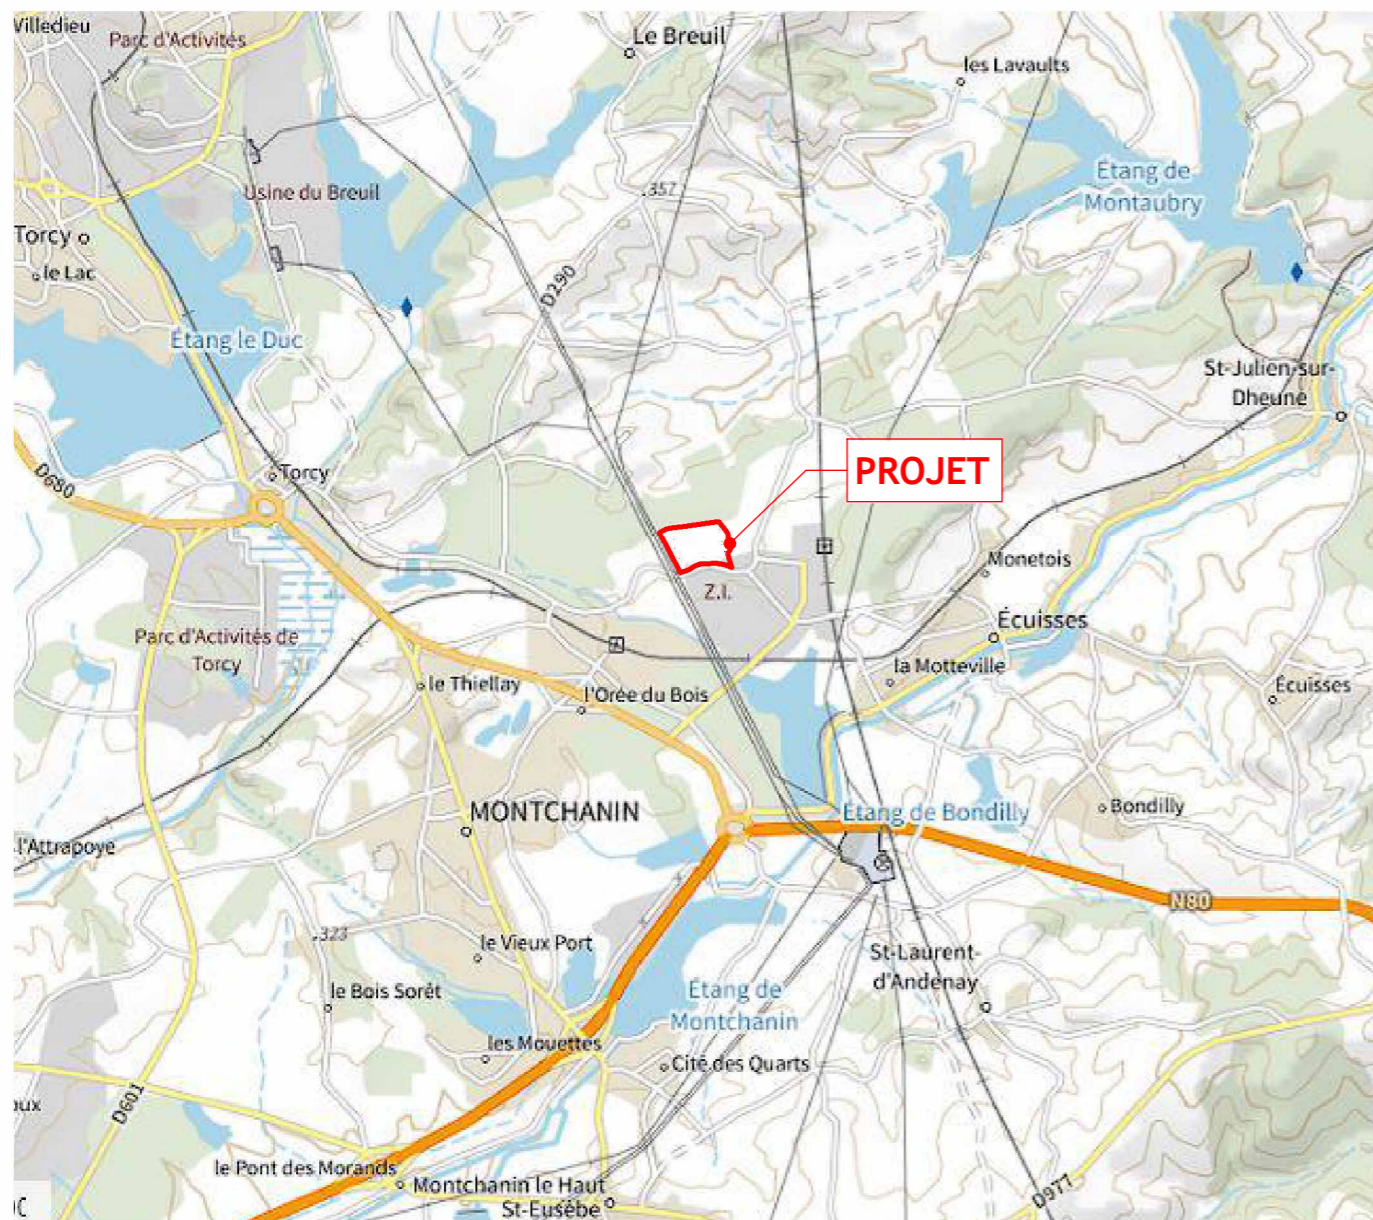 Villedieu
Parc d'Activités
Le Breuil
les Lavaults
Étang de
Montaubry
.357
Usine du Breuil
Torcy
le Lac
D290
Étang le Duc
St-Julien-sur-
Dheune
D680
Torcy
PROJET
Monetois
Z.I.
Écuisses
Parc d'Activités de
Torcy
la Motteville
le Thiellay
l'Orée du Bois
Écuisses
MONTCHANIN
Étang de Bondilly
Bondilly
l'Attrapoye
N80
.323
le Vieux Port
St-Laurent-
d'Andenay
le Bois Sorêt
Étang de
Montchanin
les Mouettes
Cité des Quarts
D601
aux
le Pont des Morands
Montchanin le Haut
D971
St-Eusèbe